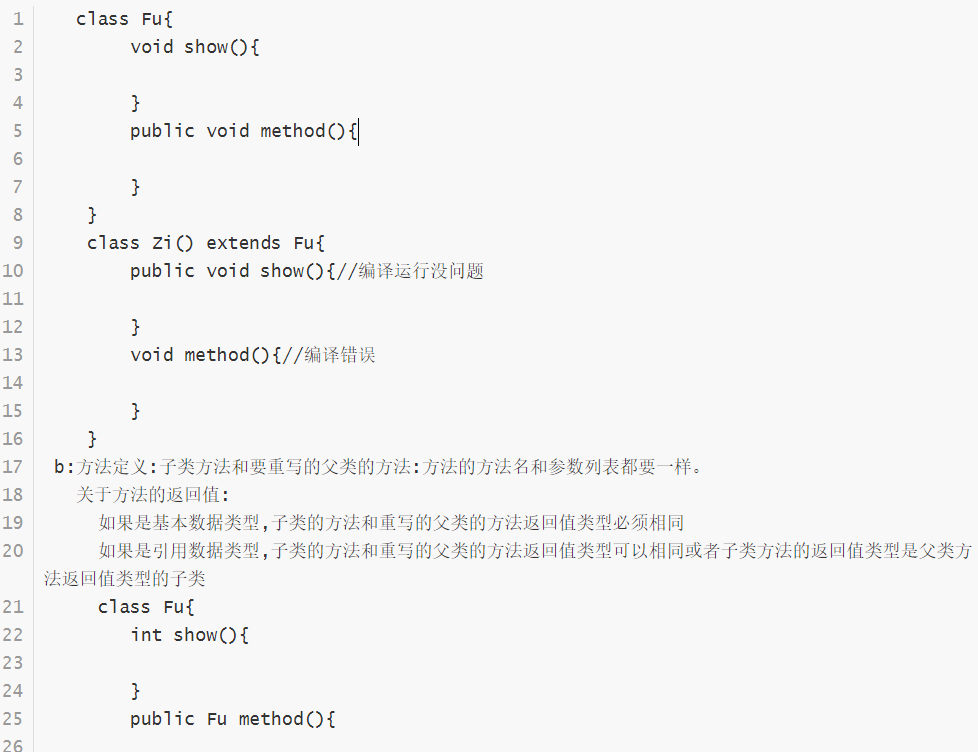 1 class Fu{
2 void show(){
3
4 }
5 public void method(){
6
7 }
8 }
9 class Zi() extends Fu{
10 public void show(){//编译运行没问题
11
12 }
13 void method(){//编译错误
14
15 }
16 }
17 b:方法定义:子类方法和要重写的父类的方法:方法的方法名和参数列表都要一样。
18 关于方法的返回值:
19 如果是基本数据类型,子类的方法和重写的父类的方法返回值类型必须相同
20 如果是引用数据类型,子类的方法和重写的父类的方法返回值类型可以相同或者子类方法的返回值类型是父类方
法返回值类型的子类
21 class Fu{
22 int show(){
23
24 }
25 public Fu method(){
26